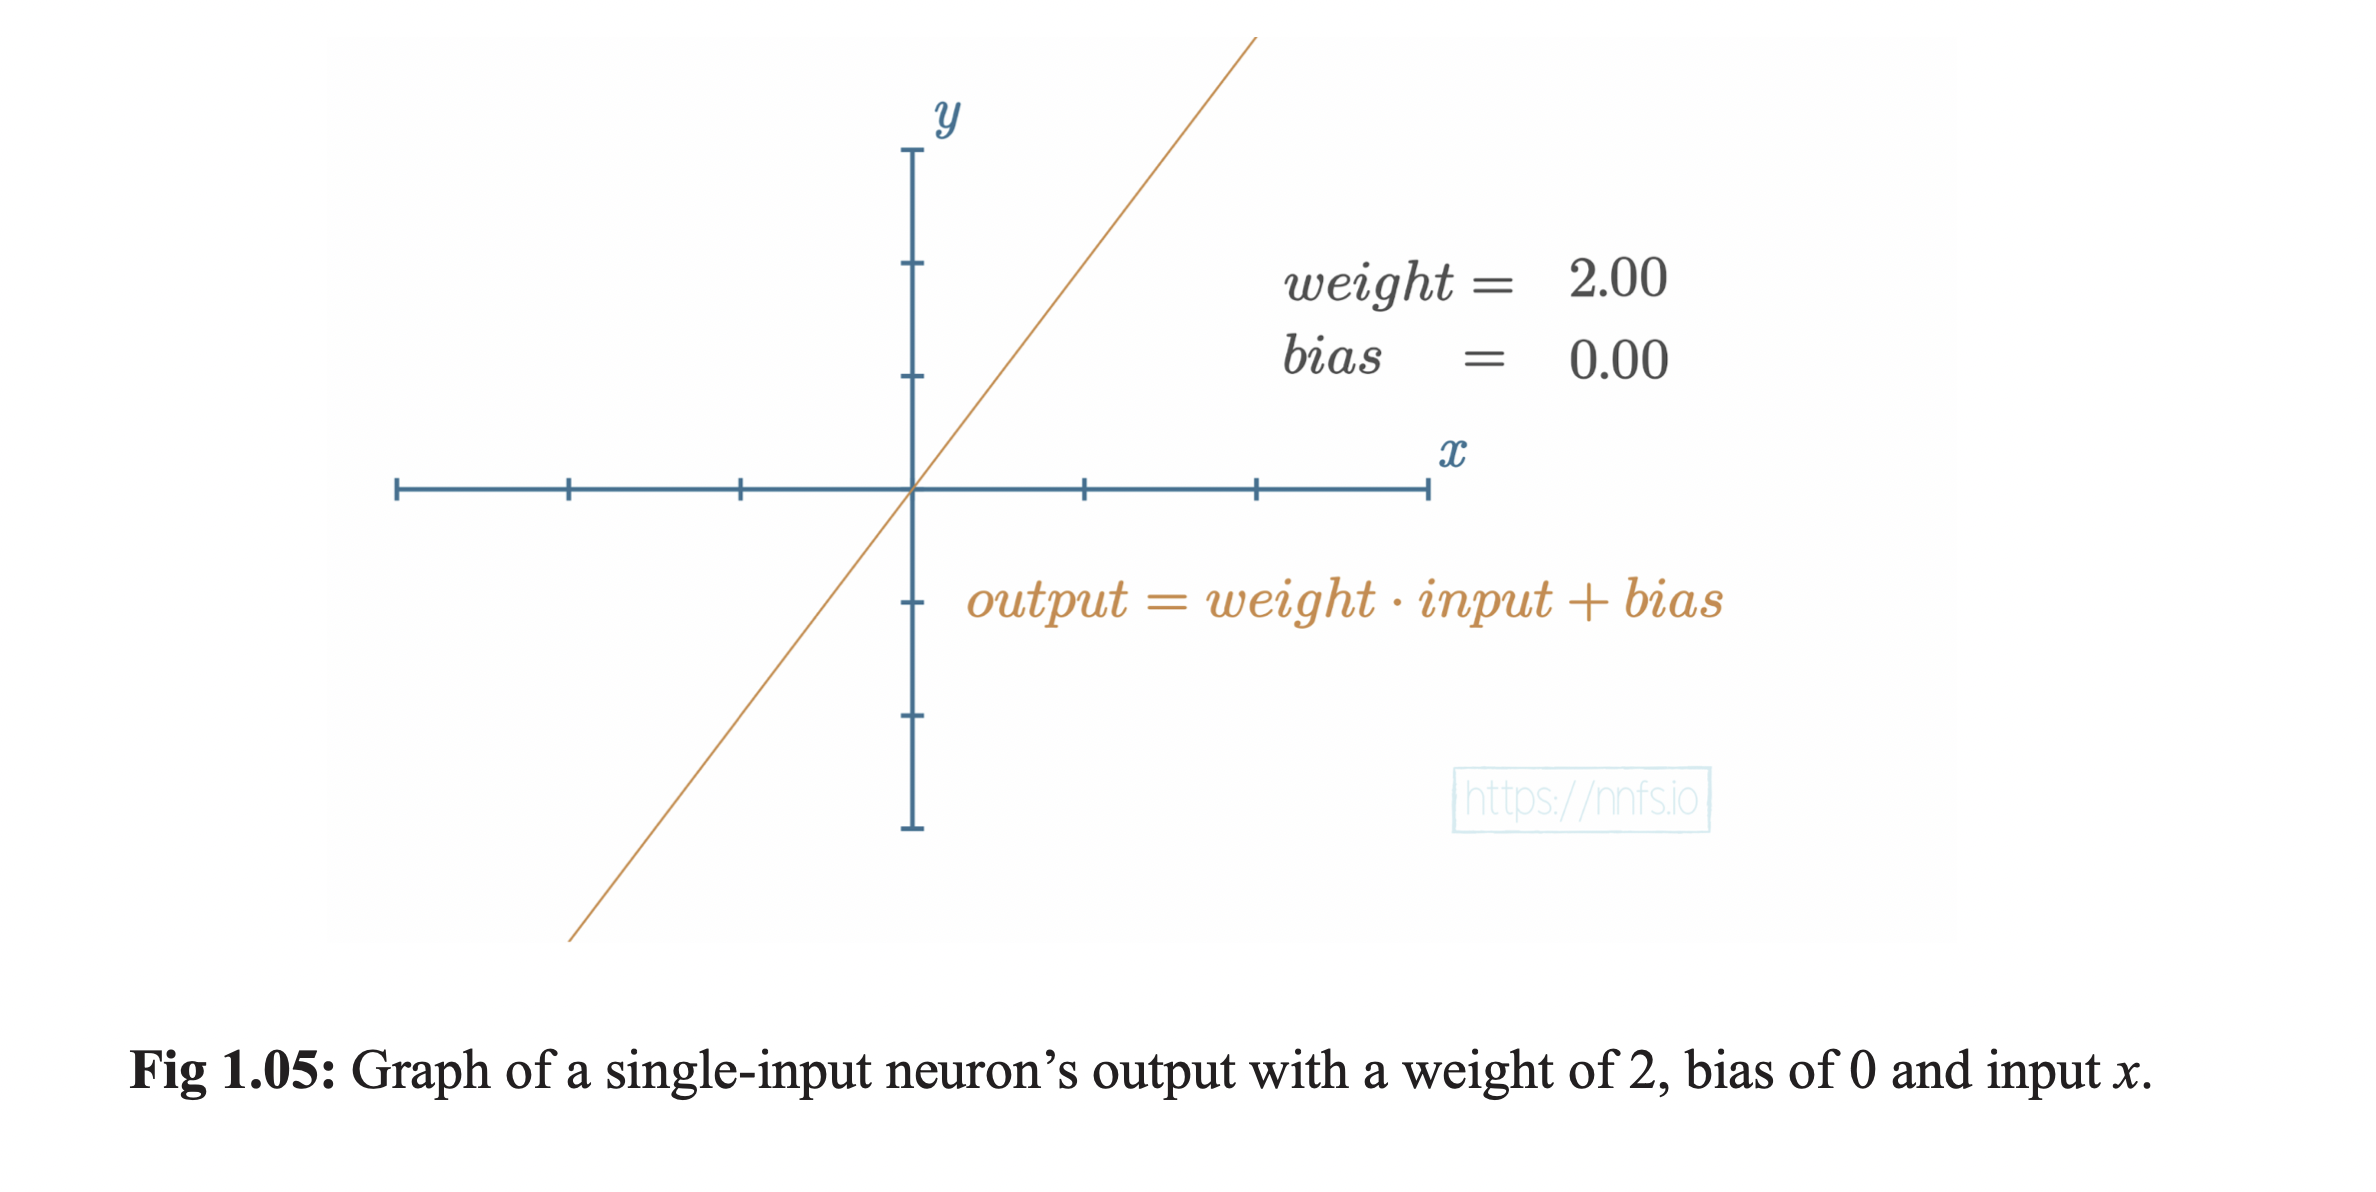 y
weight = 2.00
bias = 0.00
x
output = weight · input + bias
https://nnfs.io
Fig 1.05: Graph of a single-input neuron’s output with a weight of 2, bias of 0 and input x.